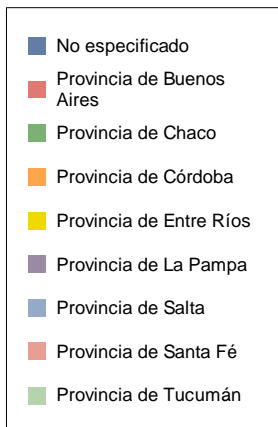 No especificado
Provincia de Buenos
Aires
Provincia de Chaco
Provincia de Córdoba
Provincia de Entre Ríos
Provincia de La Pampa
Provincia de Salta
Provincia de Santa Fé
Provincia de Tucumán